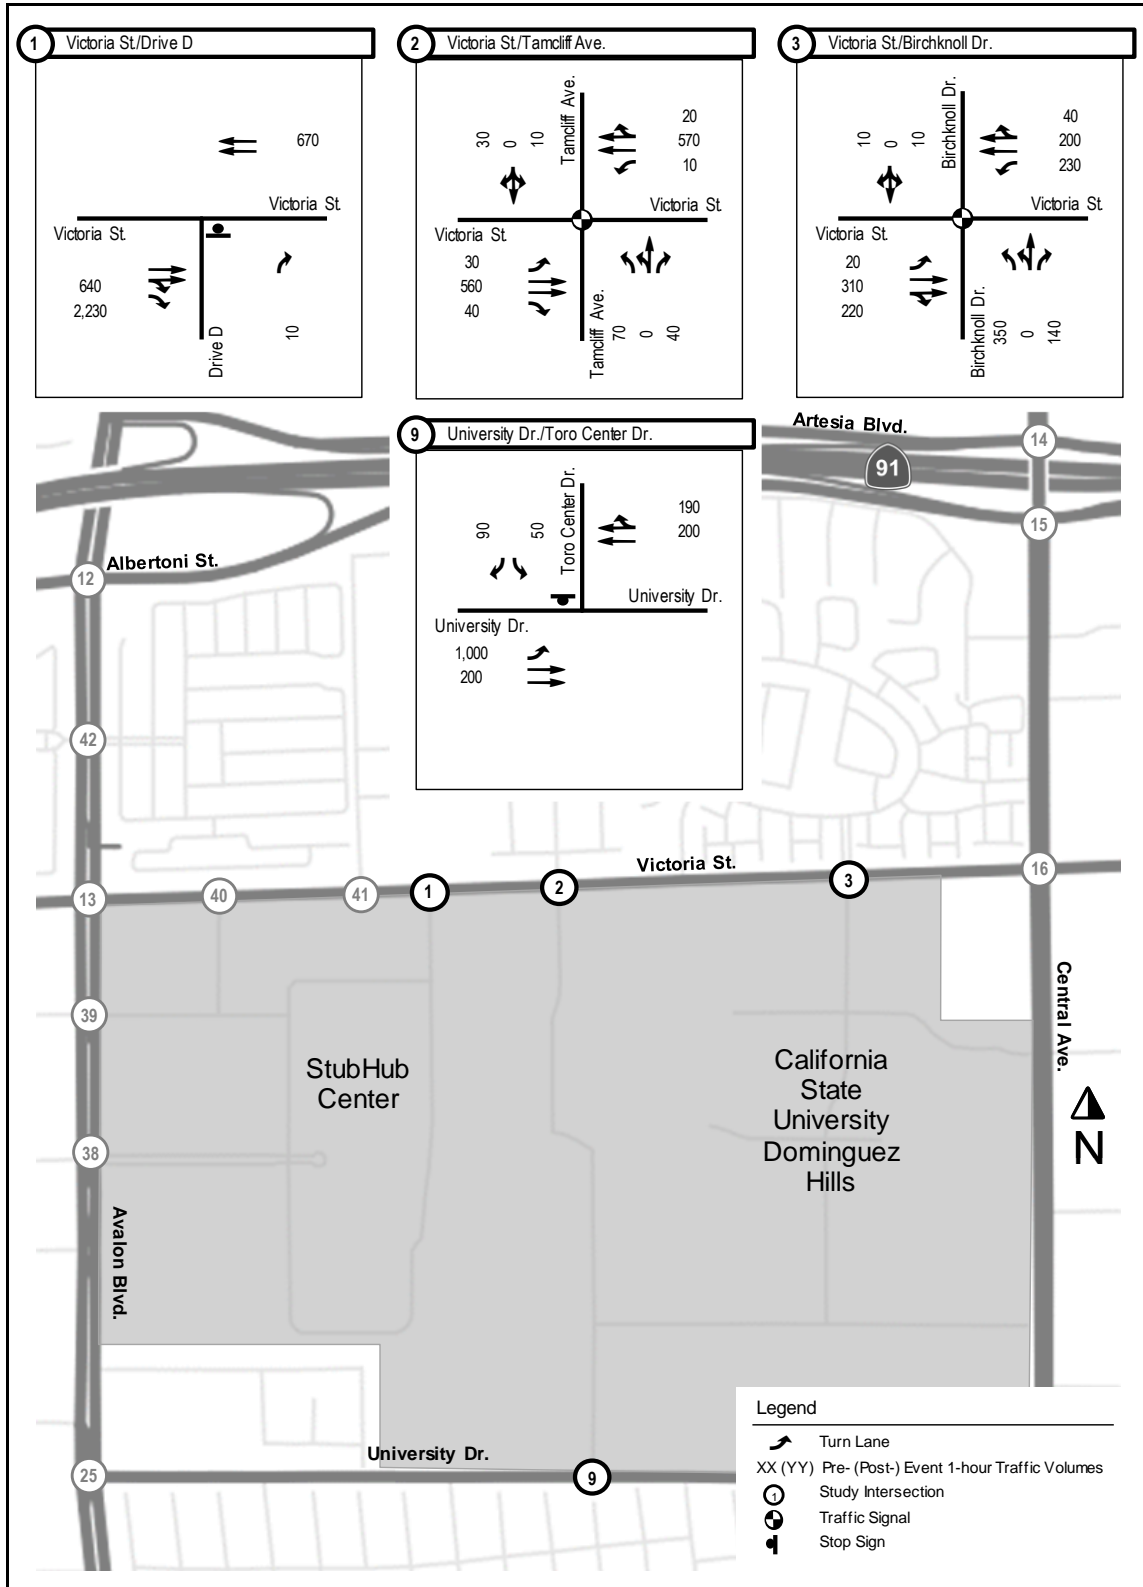 1 Victoria St./Drive D
670
Victoria St.
Victoria St.
640
2,230
Drive D
10
2 Victoria St./Tamcliff Ave.
30
0
10
Tamcliff Ave.
20
570
10
Victoria St.
Victoria St.
30
560
40
Tamcliff Ave.
70
0
40
3 Victoria St./Birchknoll Dr.
10
0
10
Birchknoll Dr.
40
200
230
Victoria St.
Victoria St.
20
310
220
Birchknoll Dr.
350
0
140
9 University Dr./Toro Center Dr.
90
50
Toro Center Dr.
190
200
University Dr.
University Dr.
1,000
200
Artesia Blvd.
14
91
15
Albertoni St.
12
42
Victoria St.
13
40
41
1
2
3
16
39
Central Ave.
StubHub
Center
California
State
University
Dominguez
Hills
N
38
Avalon Blvd.
University Dr.
25
9
Legend
Turn Lane
XX (YY) Pre- (Post-) Event 1-hour Traffic Volumes
1 Study Intersection
Traffic Signal
Stop Sign